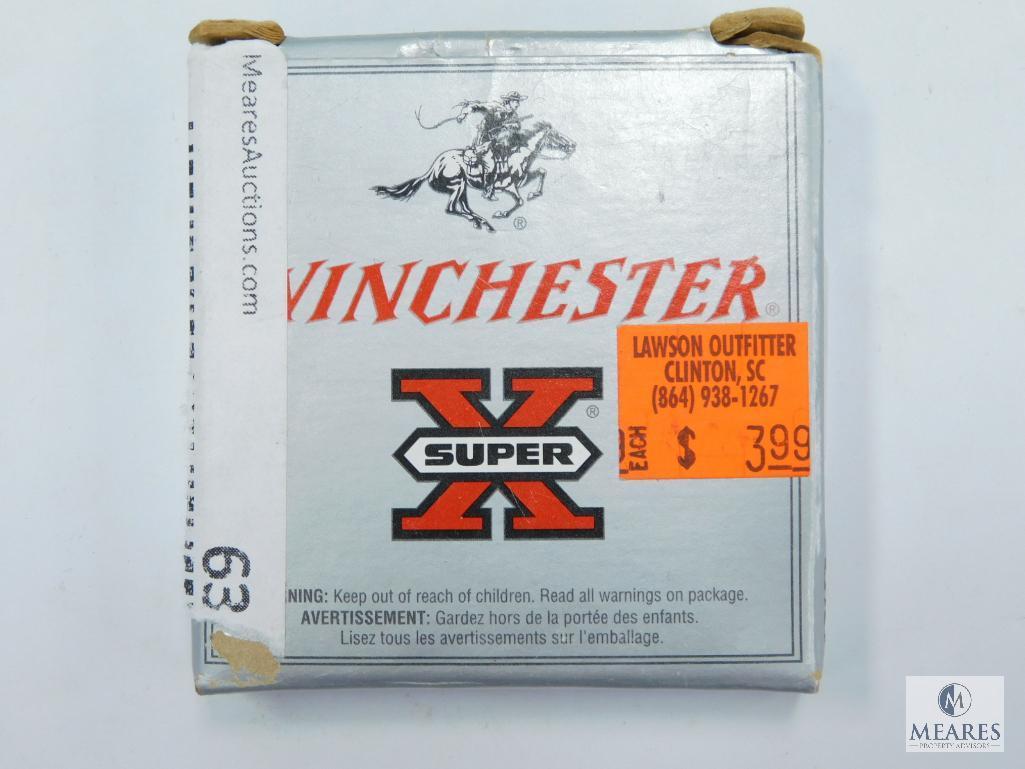 MearesAuctions.com
63
WINCHESTER®
LAWSON OUTFITTER
CLINTON, SC
(864) 938-1267
EACH $ 3.99
X®
SUPER
NING: Keep out of reach of children. Read all warnings on package.
AVERTISSEMENT: Gardez hors de la portée des enfants.
Lisez tous les avertissements sur l'emballage.
M
MEARES
PROPERTY ADVISORS